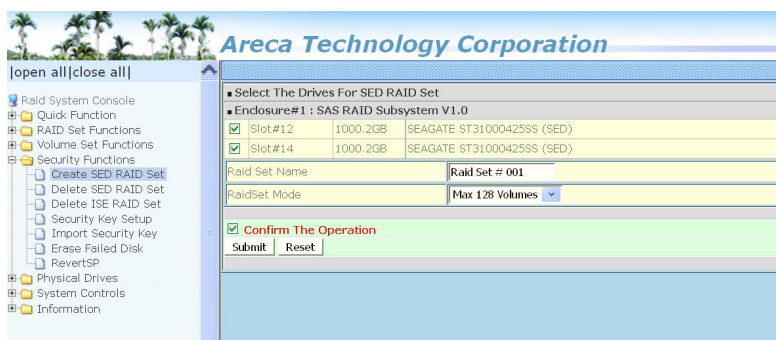 Areca Technology Corporation
|open all|close all|
Raid System Console
Quick Function
RAID Set Functions
Volume Set Functions
Security Functions
Create SED RAID Set
Delete SED RAID Set
Delete ISE RAID Set
Security Key Setup
Import Security Key
Erase Failed Disk
RevertSP
Physical Drives
System Controls
Information
Select The Drives For SED RAID Set
Enclosure#1 : SAS RAID Subsystem V1.0
Slot#12 1000.2GB SEAGATE ST31000425SS (SED)
Slot#14 1000.2GB SEAGATE ST31000425SS (SED)
Raid Set Name Raid Set # 001
RaidSet Mode Max 128 Volumes
Confirm The Operation
Submit Reset